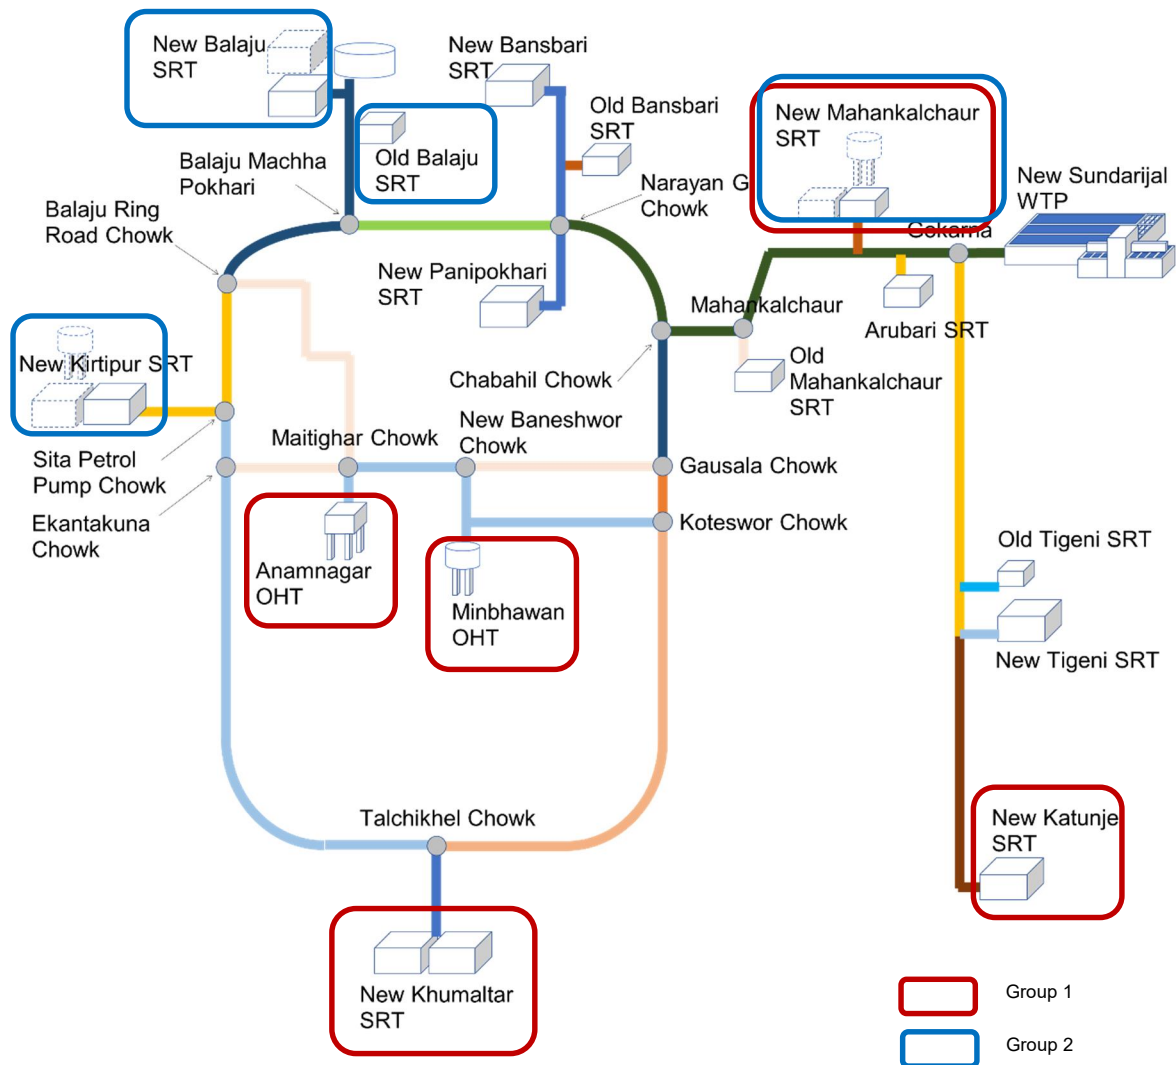 New Balaju
SRT
New Bansbari
SRT
Old Bansbari
SRT
New Mahankalchaur
SRT
New Sundarijal
WTP
Old Balaju
SRT
Balaju Machha
Pokhari
Narayan G
Chowk
Balaju Ring
Road Chowk
Gokarna
New Panipokhari
SRT
Mahankalchaur
Arubari SRT
New Kirtipur SRT
Chabahil Chowk
Old
Mahankalchaur
SRT
Maitighar Chowk
New Baneshwor
Chowk
Sita Petrol
Pump Chowk
Gausala Chowk
Ekantakuna
Chowk
Koteswor Chowk
Anamnagar
OHT
Minbhawan
OHT
Old Tigeni SRT
New Tigeni SRT
Talchikhel Chowk
New Katunje
SRT
New Khumaltar
SRT
Group 1
Group 2